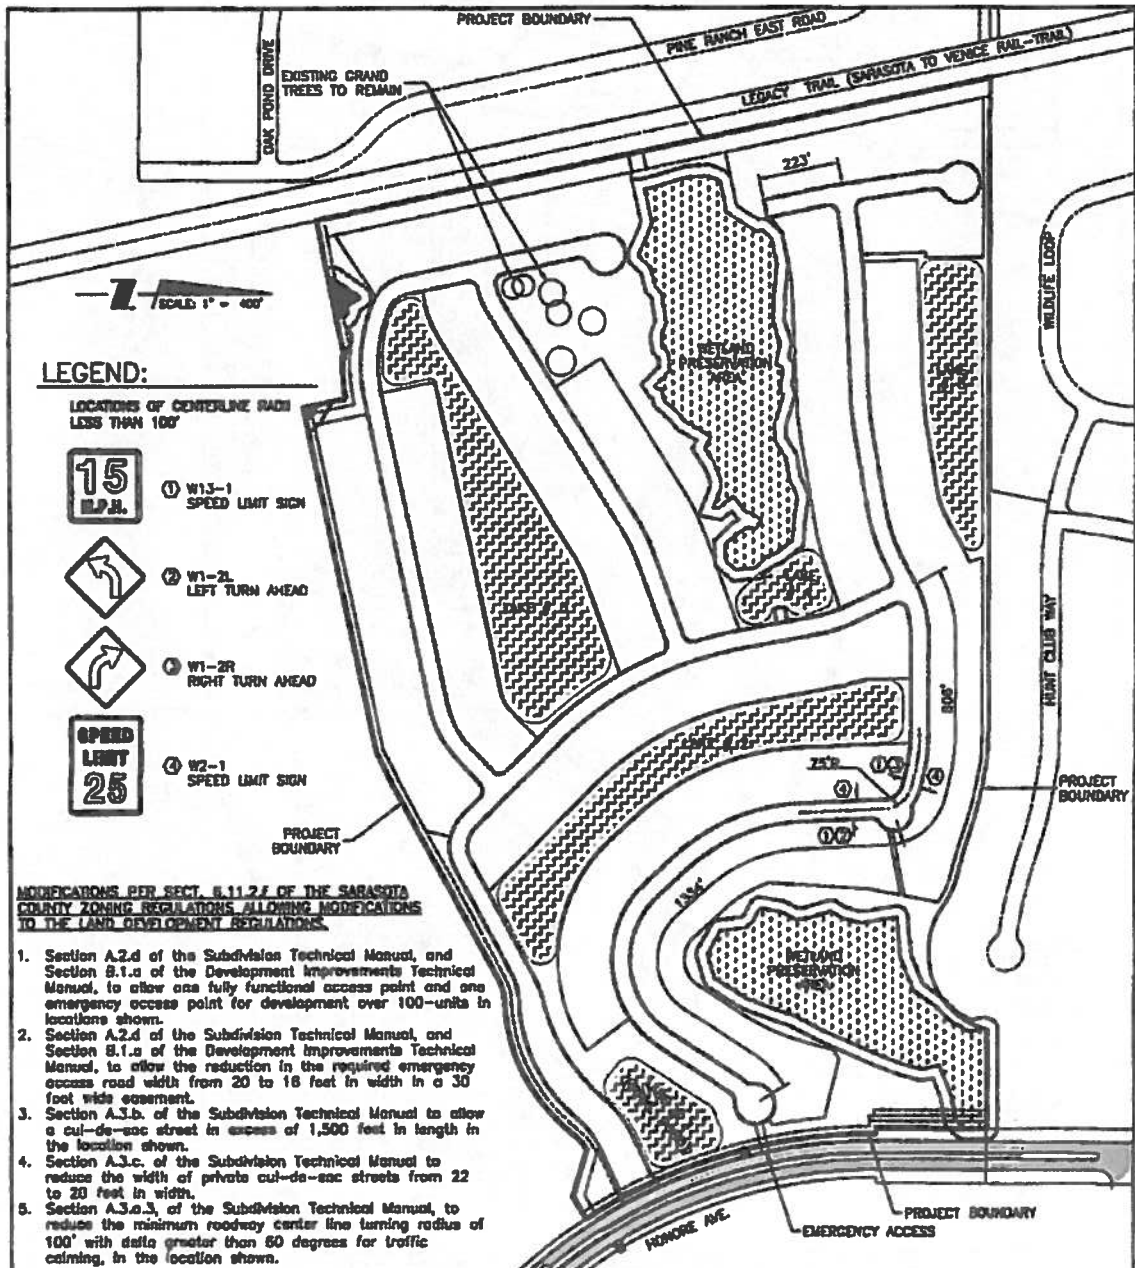 PROJECT BOUNDARY
PINE RANCH EAST ROAD
OAK POND DRIVE
EXISTING GRAND
TREES TO REMAIN
LEGACY TRAIL (SARASOTA TO VENICE RAIL-TRAIL)
223'
WILDLIFE LOOP
SCALE: 1" = 400'
LEGEND:
LOCATIONS OF CENTERLINE RADII
LESS THAN 100'
15
M.P.H.
① W13-1
SPEED LIMIT SIGN
② W1-2L
LEFT TURN AHEAD
③ W1-2R
RIGHT TURN AHEAD
SPEED
LIMIT
25
④ W2-1
SPEED LIMIT SIGN
WETLAND
PRESERVATION
AREA
LAKE
LAKE
HUNT CLUB WAY
806'
75'R
①③
④
④
①②
PROJECT
BOUNDARY
PROJECT
BOUNDARY
1394'
WETLAND
PRESERVATION
AREA
MODIFICATIONS PER SECT. 6.11.2.f OF THE SARASOTA
COUNTY ZONING REGULATIONS ALLOWING MODIFICATIONS
TO THE LAND DEVELOPMENT REGULATIONS.
1. Section A.2.d of the Subdivision Technical Manual, and
Section B.1.a of the Development Improvements Technical
Manual, to allow one fully functional access point and one
emergency access point for development over 100-units in
locations shown.
2. Section A.2.d of the Subdivision Technical Manual, and
Section B.1.a of the Development Improvements Technical
Manual, to allow the reduction in the required emergency
access road width from 20 to 16 feet in width in a 30
foot wide easement.
3. Section A.3.b. of the Subdivision Technical Manual to allow
a cul-de-sac street in excess of 1,500 feet in length in
the location shown.
4. Section A.3.c. of the Subdivision Technical Manual to
reduce the width of private cul-de-sac streets from 22
to 20 feet in width.
5. Section A.3.a.3, of the Subdivision Technical Manual, to
reduce the minimum roadway center line turning radius of
100' with delta greater than 60 degrees for traffic
calming, in the location shown.
HONORE AVE.
PROJECT BOUNDARY
EMERGENCY ACCESS